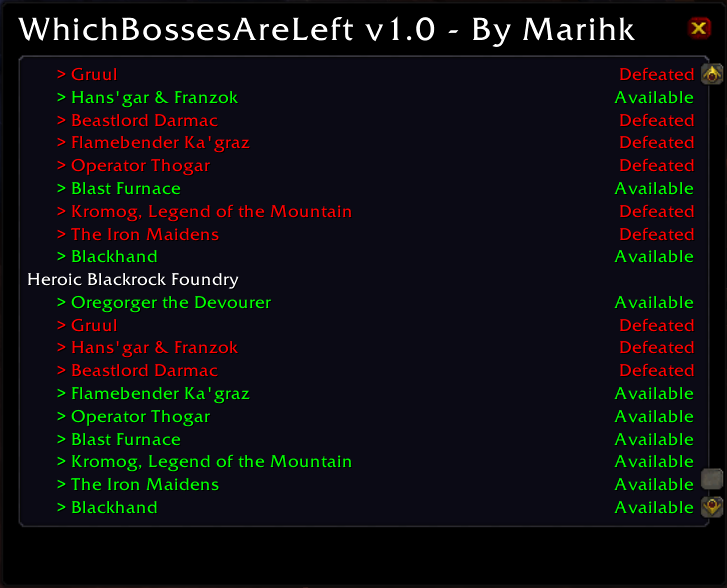 WhichBossesAreLeft v1.0 - By Marihk
> Gruul Defeated
> Hans'gar & Franzok Available
> Beastlord Darmac Defeated
> Flamebender Ka'graz Defeated
> Operator Thogar Defeated
> Blast Furnace Available
> Kromog, Legend of the Mountain Defeated
> The Iron Maidens Defeated
> Blackhand Available
Heroic Blackrock Foundry
> Oregorger the Devourer Available
> Gruul Defeated
> Hans'gar & Franzok Defeated
> Beastlord Darmac Defeated
> Flamebender Ka'graz Available
> Operator Thogar Available
> Blast Furnace Available
> Kromog, Legend of the Mountain Available
> The Iron Maidens Available
> Blackhand Available